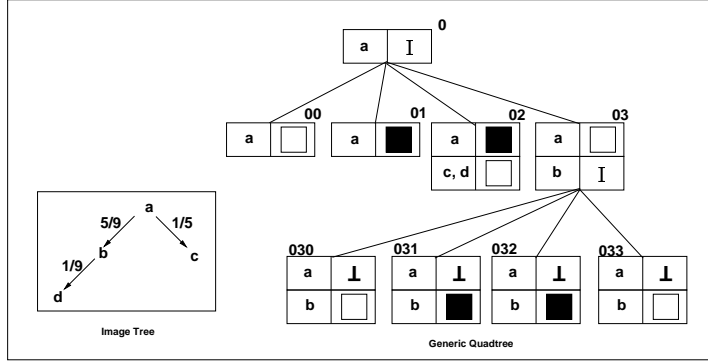 0
a I
00 01 02 03
a a a a
c, d b I
a
5/9 1/5
b c
1/9
d
030 031 032 033
a ⊥ a ⊥ a ⊥ a ⊥
b b b b
Image Tree
Generic Quadtree